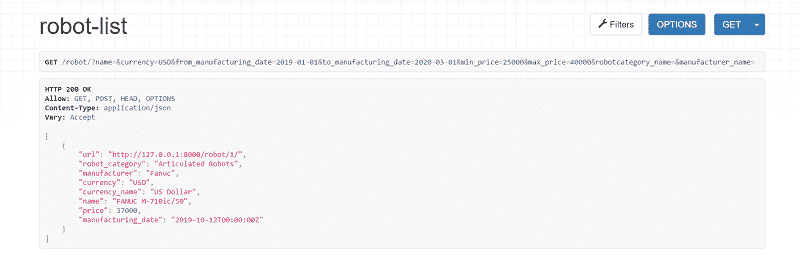 robot-list
Filters
OPTIONS
GET
GET /robot/?name=&currency=USD&from_manufacturing_date=2019-01-01&to_manufacturing_date=2020-03-01&min_price=25000&max_price=40000&robotcategory_name=&manufacturer_name=
HTTP 200 OK
Allow: GET, POST, HEAD, OPTIONS
Content-Type: application/json
Vary: Accept
[
    {
        "url": "http://127.0.0.1:8000/robot/1/",
        "robot_category": "Articulated Robots",
        "manufacturer": "Fanuc",
        "currency": "USD",
        "currency_name": "US Dollar",
        "name": "FANUC M-710ic/50",
        "price": 37000,
        "manufacturing_date": "2019-10-12T00:00:00Z"
    }
]